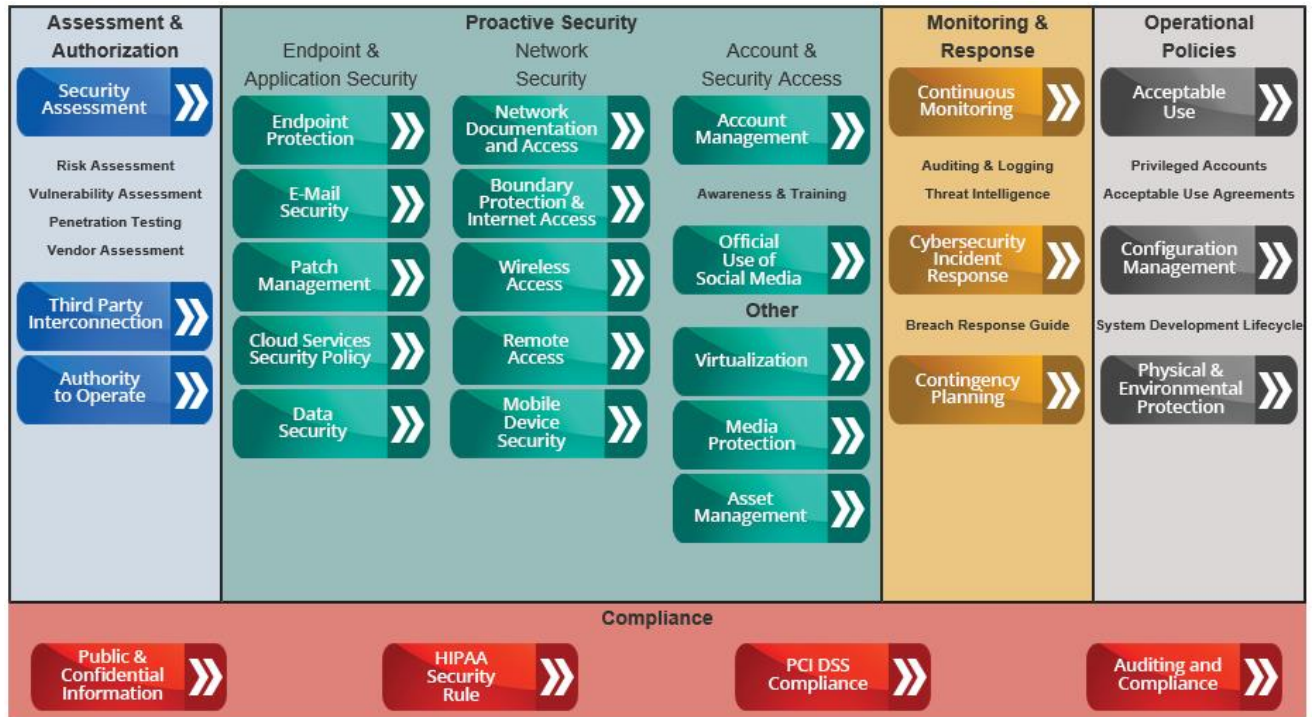 Assessment &
Authorization
Security
Assessment
Risk Assessment
Vulnerability Assessment
Penetration Testing
Vendor Assessment
Third Party
Interconnection
Authority
to Operate
Proactive Security
Endpoint &
Application Security
Endpoint
Protection
E-Mail
Security
Patch
Management
Cloud Services
Security Policy
Data
Security
Network
Security
Network
Documentation
and Access
Boundary
Protection &
Internet Access
Wireless
Access
Remote
Access
Mobile
Device
Security
Account &
Security Access
Account
Management
Awareness & Training
Official
Use of
Social Media
Other
Virtualization
Media
Protection
Asset
Management
Monitoring &
Response
Continuous
Monitoring
Auditing & Logging
Threat Intelligence
Cybersecurity
Incident
Response
Breach Response Guide
Contingency
Planning
Operational
Policies
Acceptable
Use
Privileged Accounts
Acceptable Use Agreements
Configuration
Management
System Development Lifecycle
Physical &
Environmental
Protection
Compliance
Public &
Confidential
Information
HIPAA
Security
Rule
PCI DSS
Compliance
Auditing and
Compliance